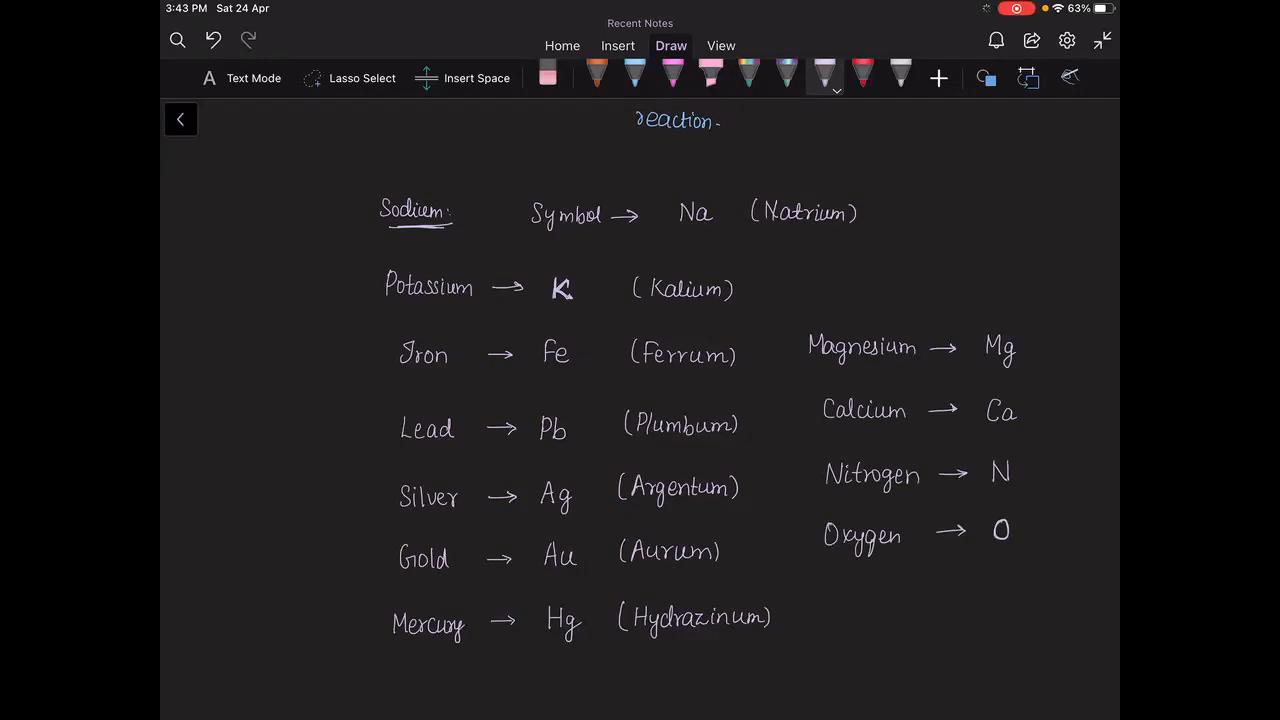 3:43 PM Sat 24 Apr
63%
Recent Notes
Home Insert Draw View
Text Mode Lasso Select Insert Space
reaction.
Sodium: Symbol → Na (Natrium)
Potassium → K (Kalium)
Iron → Fe (Ferrum)
Lead → Pb (Plumbum)
Silver → Ag (Argentum)
Gold → Au (Aurum)
Mercury → Hg (Hydrazinum)
Magnesium → Mg
Calcium → Ca
Nitrogen → N
Oxygen → O